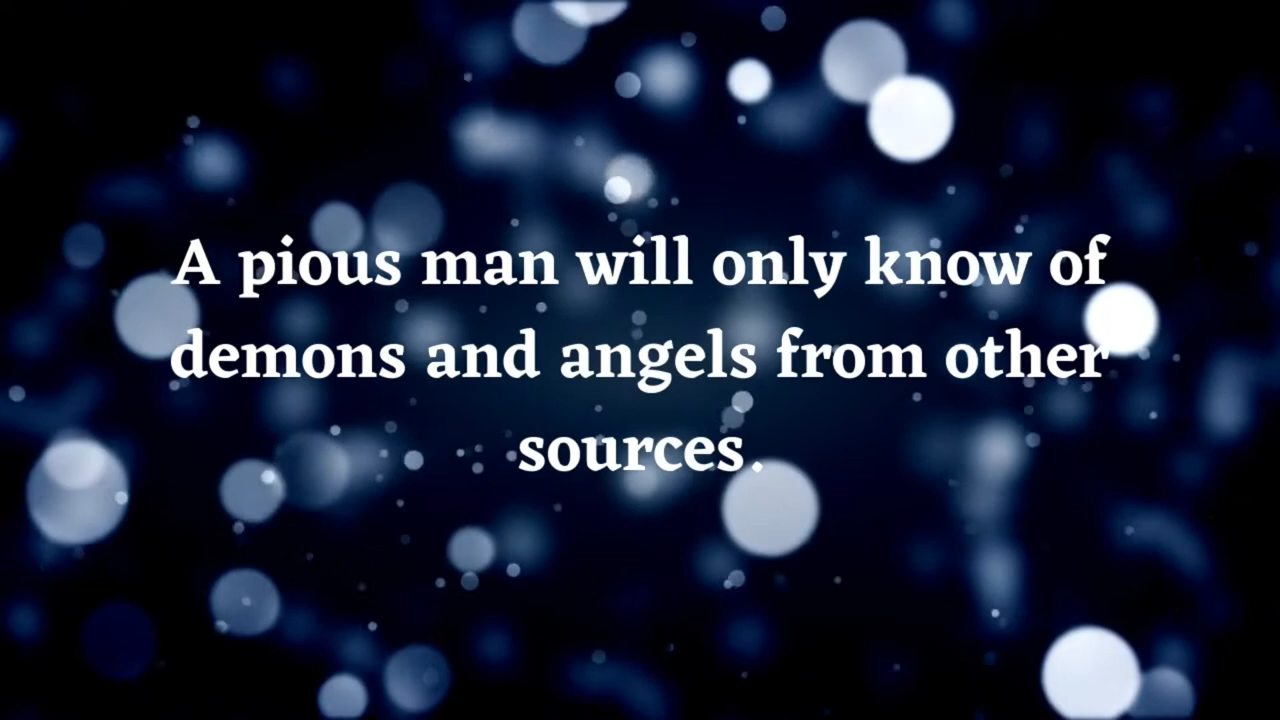 A pious man will only know of
demons and angels from other
sources.